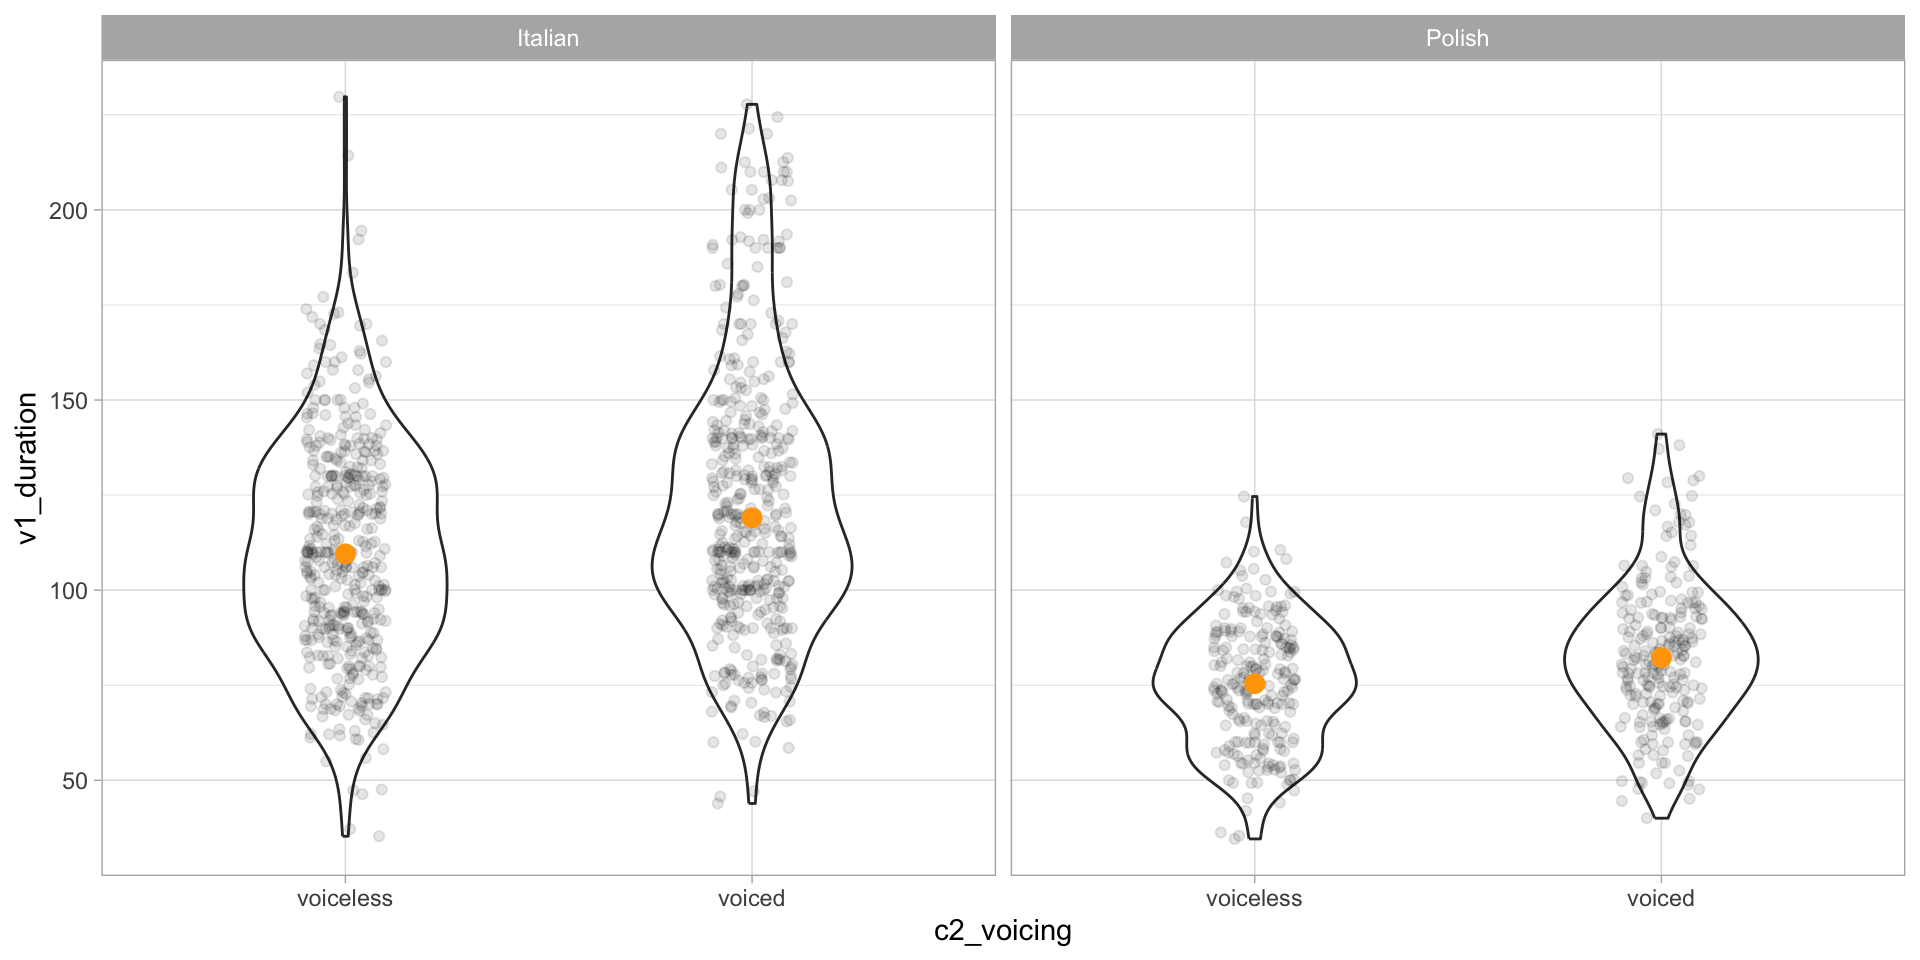 Italian
Polish
v1_duration
200
150
100
50
voiceless
voiced
voiceless
voiced
c2_voicing